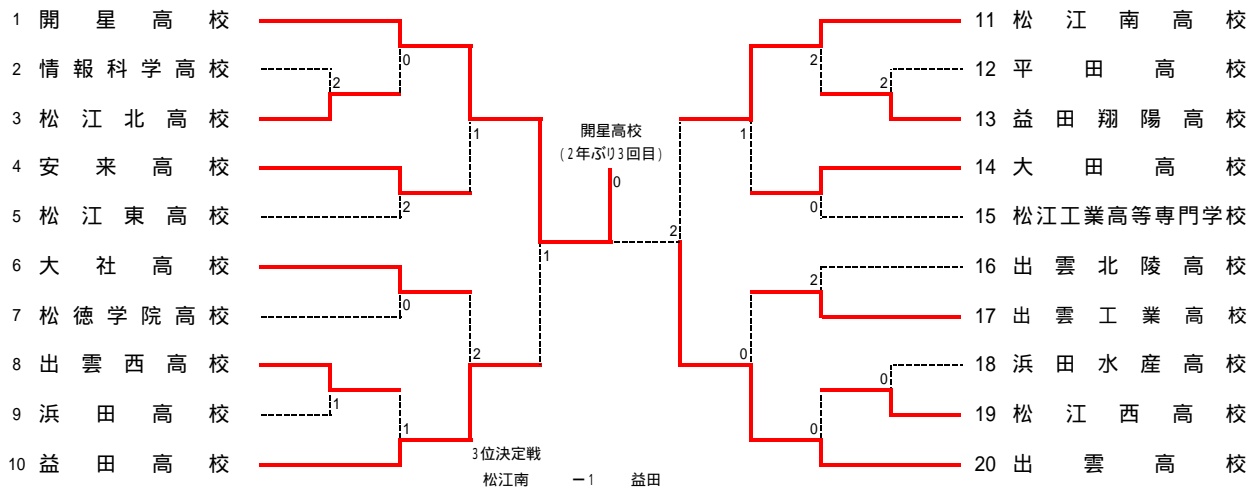 1 開星高校
2 情報科学高校
3 松江北高校
4 安来高校
5 松江東高校
6 大社高校
7 松徳学院高校
8 出雲西高校
9 浜田高校
10 益田高校
0
2
1
2
0
2
1
1
1
開星高校
(2年ぶり3回目)
0
2
3位決定戦
松江南 ー1 益田
2
2
1
0
2
0
0
0
11 松江南高校
12 平田高校
13 益田翔陽高校
14 大田高校
15 松江工業高等専門学校
16 出雲北陵高校
17 出雲工業高校
18 浜田水産高校
19 松江西高校
20 出雲高校